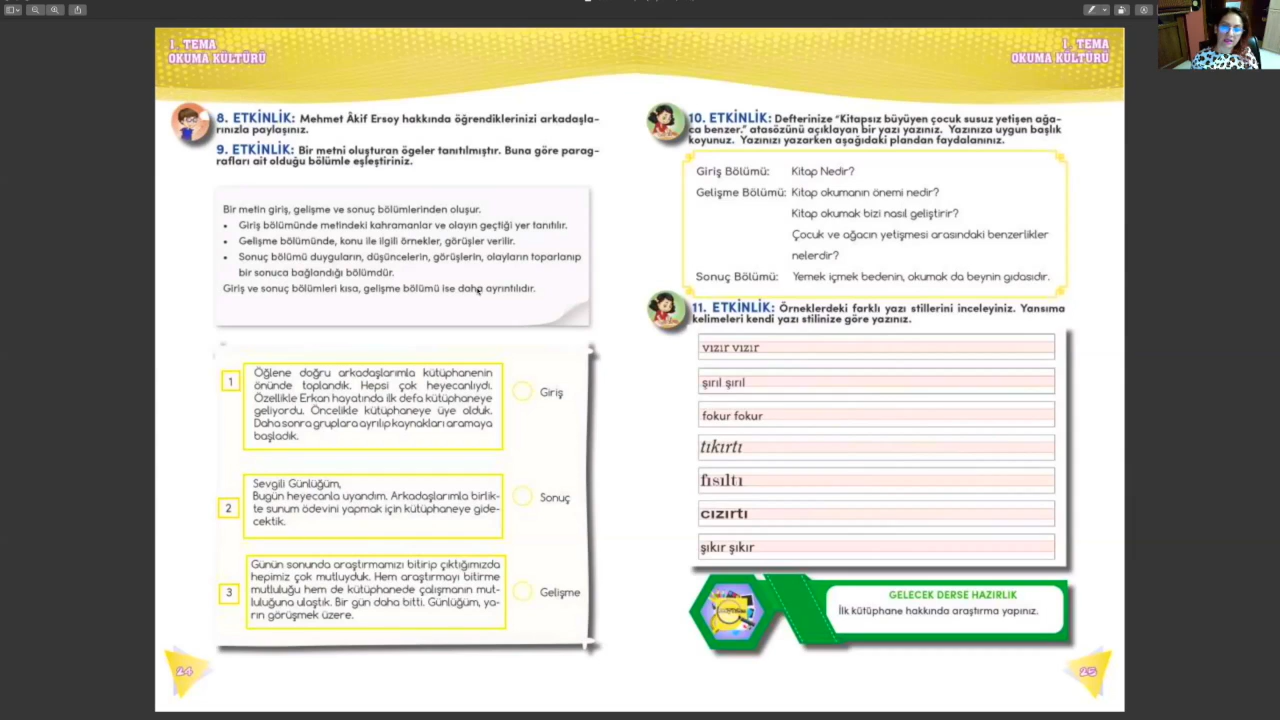 I. TEMA
OKUMA KÜLTÜRÜ
8. ETKİNLİK: Mehmet Âkif Ersoy hakkında öğrendiklerinizi arkadaşla-
rınızla paylaşınız.
9. ETKİNLİK: Bir metni oluşturan ögeler tanıtılmıştır. Buna göre parag-
rafları ait olduğu bölümle eşleştiriniz.
Bir metin giriş, gelişme ve sonuç bölümlerinden oluşur.
• Giriş bölümünde metindeki kahramanlar ve olayın geçtiği yer tanıtılır.
• Gelişme bölümünde, konu ile ilgili örnekler, görüşler verilir.
• Sonuç bölümü duyguların, düşüncelerin, görüşlerin, olayların toparlanıp
bir sonuca bağlandığı bölümdür.
Giriş ve sonuç bölümleri kısa, gelişme bölümü ise daha ayrıntılıdır.
1
Öğlene doğru arkadaşlarımla kütüphanenin
önünde toplandık. Hepsi çok heyecanlıydı.
Özellikle Erkan hayatında ilk defa kütüphaneye
geliyordu. Öncelikle kütüphaneye üye olduk.
Daha sonra gruplara ayrılıp kaynakları aramaya
başladık.
Giriş
2
Sevgili Günlüğüm,
Bugün heyecanla uyandım. Arkadaşlarımla birlik-
te sunum ödevini yapmak için kütüphaneye gide-
cektik.
Sonuç
3
Günün sonunda araştırmamızı bitirip çıktığımızda
hepimiz çok mutluyduk. Hem araştırmayı bitirme
mutluluğu hem de kütüphanede çalışmanın mut-
luluğuna ulaştık. Bir gün daha bitti. Günlüğüm, ya-
rın görüşmek üzere.
Gelişme
24
I. TEMA
OKUMA KÜLTÜRÜ
10. ETKİNLİK: Defterinize “Kitapsız büyüyen çocuk susuz yetişen ağa-
ca benzer.” atasözünü açıklayan bir yazı yazınız. Yazınıza uygun başlık
koyunuz. Yazınızı yazarken aşağıdaki plandan faydalanınız.
Giriş Bölümü: Kitap Nedir?
Gelişme Bölümü: Kitap okumanın önemi nedir?
Kitap okumak bizi nasıl geliştirir?
Çocuk ve ağacın yetişmesi arasındaki benzerlikler
nelerdir?
Sonuç Bölümü: Yemek içmek bedenin, okumak da beynin gıdasıdır.
11. ETKİNLİK: Örneklerdeki farklı yazı stillerini inceleyiniz. Yansıma
kelimeleri kendi yazı stilinize göre yazınız.
vızır vızır
şırıl şırıl
fokur fokur
tıkırtı
fısıltı
cızırtı
şıkır şıkır
GELECEK DERSE HAZIRLIK
İlk kütüphane hakkında araştırma yapınız.
25